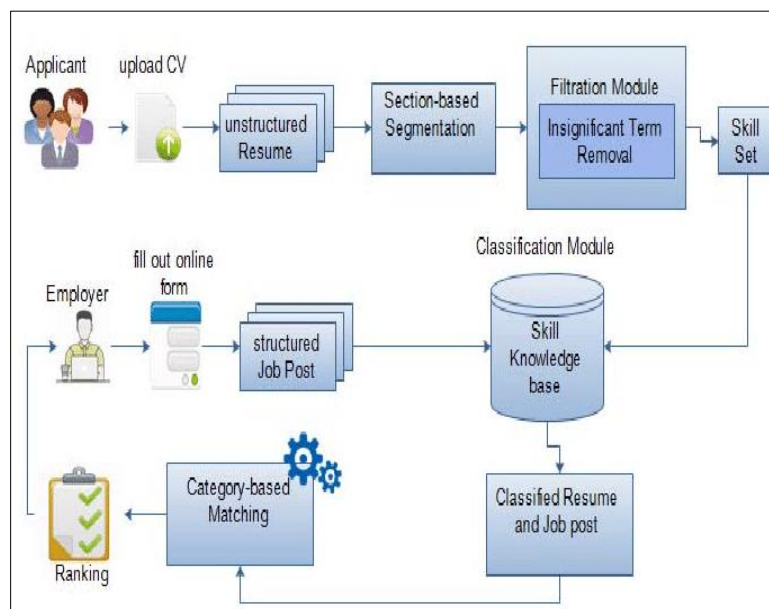 Applicant
upload CV
unstructured
Resume
Section-based
Segmentation
Filtration Module
Insignificant Term
Removal
Skill
Set
Employer
fill out online
form
structured
Job Post
Classification Module
Skill
Knowledge
base
Ranking
Category-based
Matching
Classified Resume
and Job post